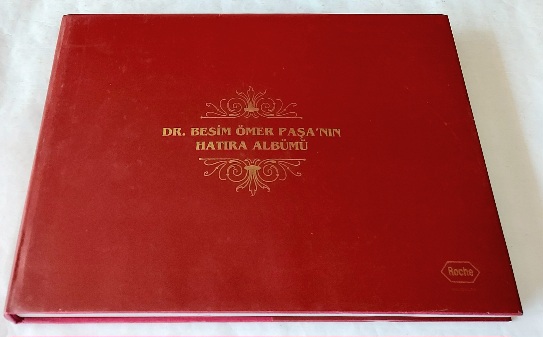 DR. BESİM ÖMER PAŞA'NIN
HATIRA ALBÜMÜ
Roche